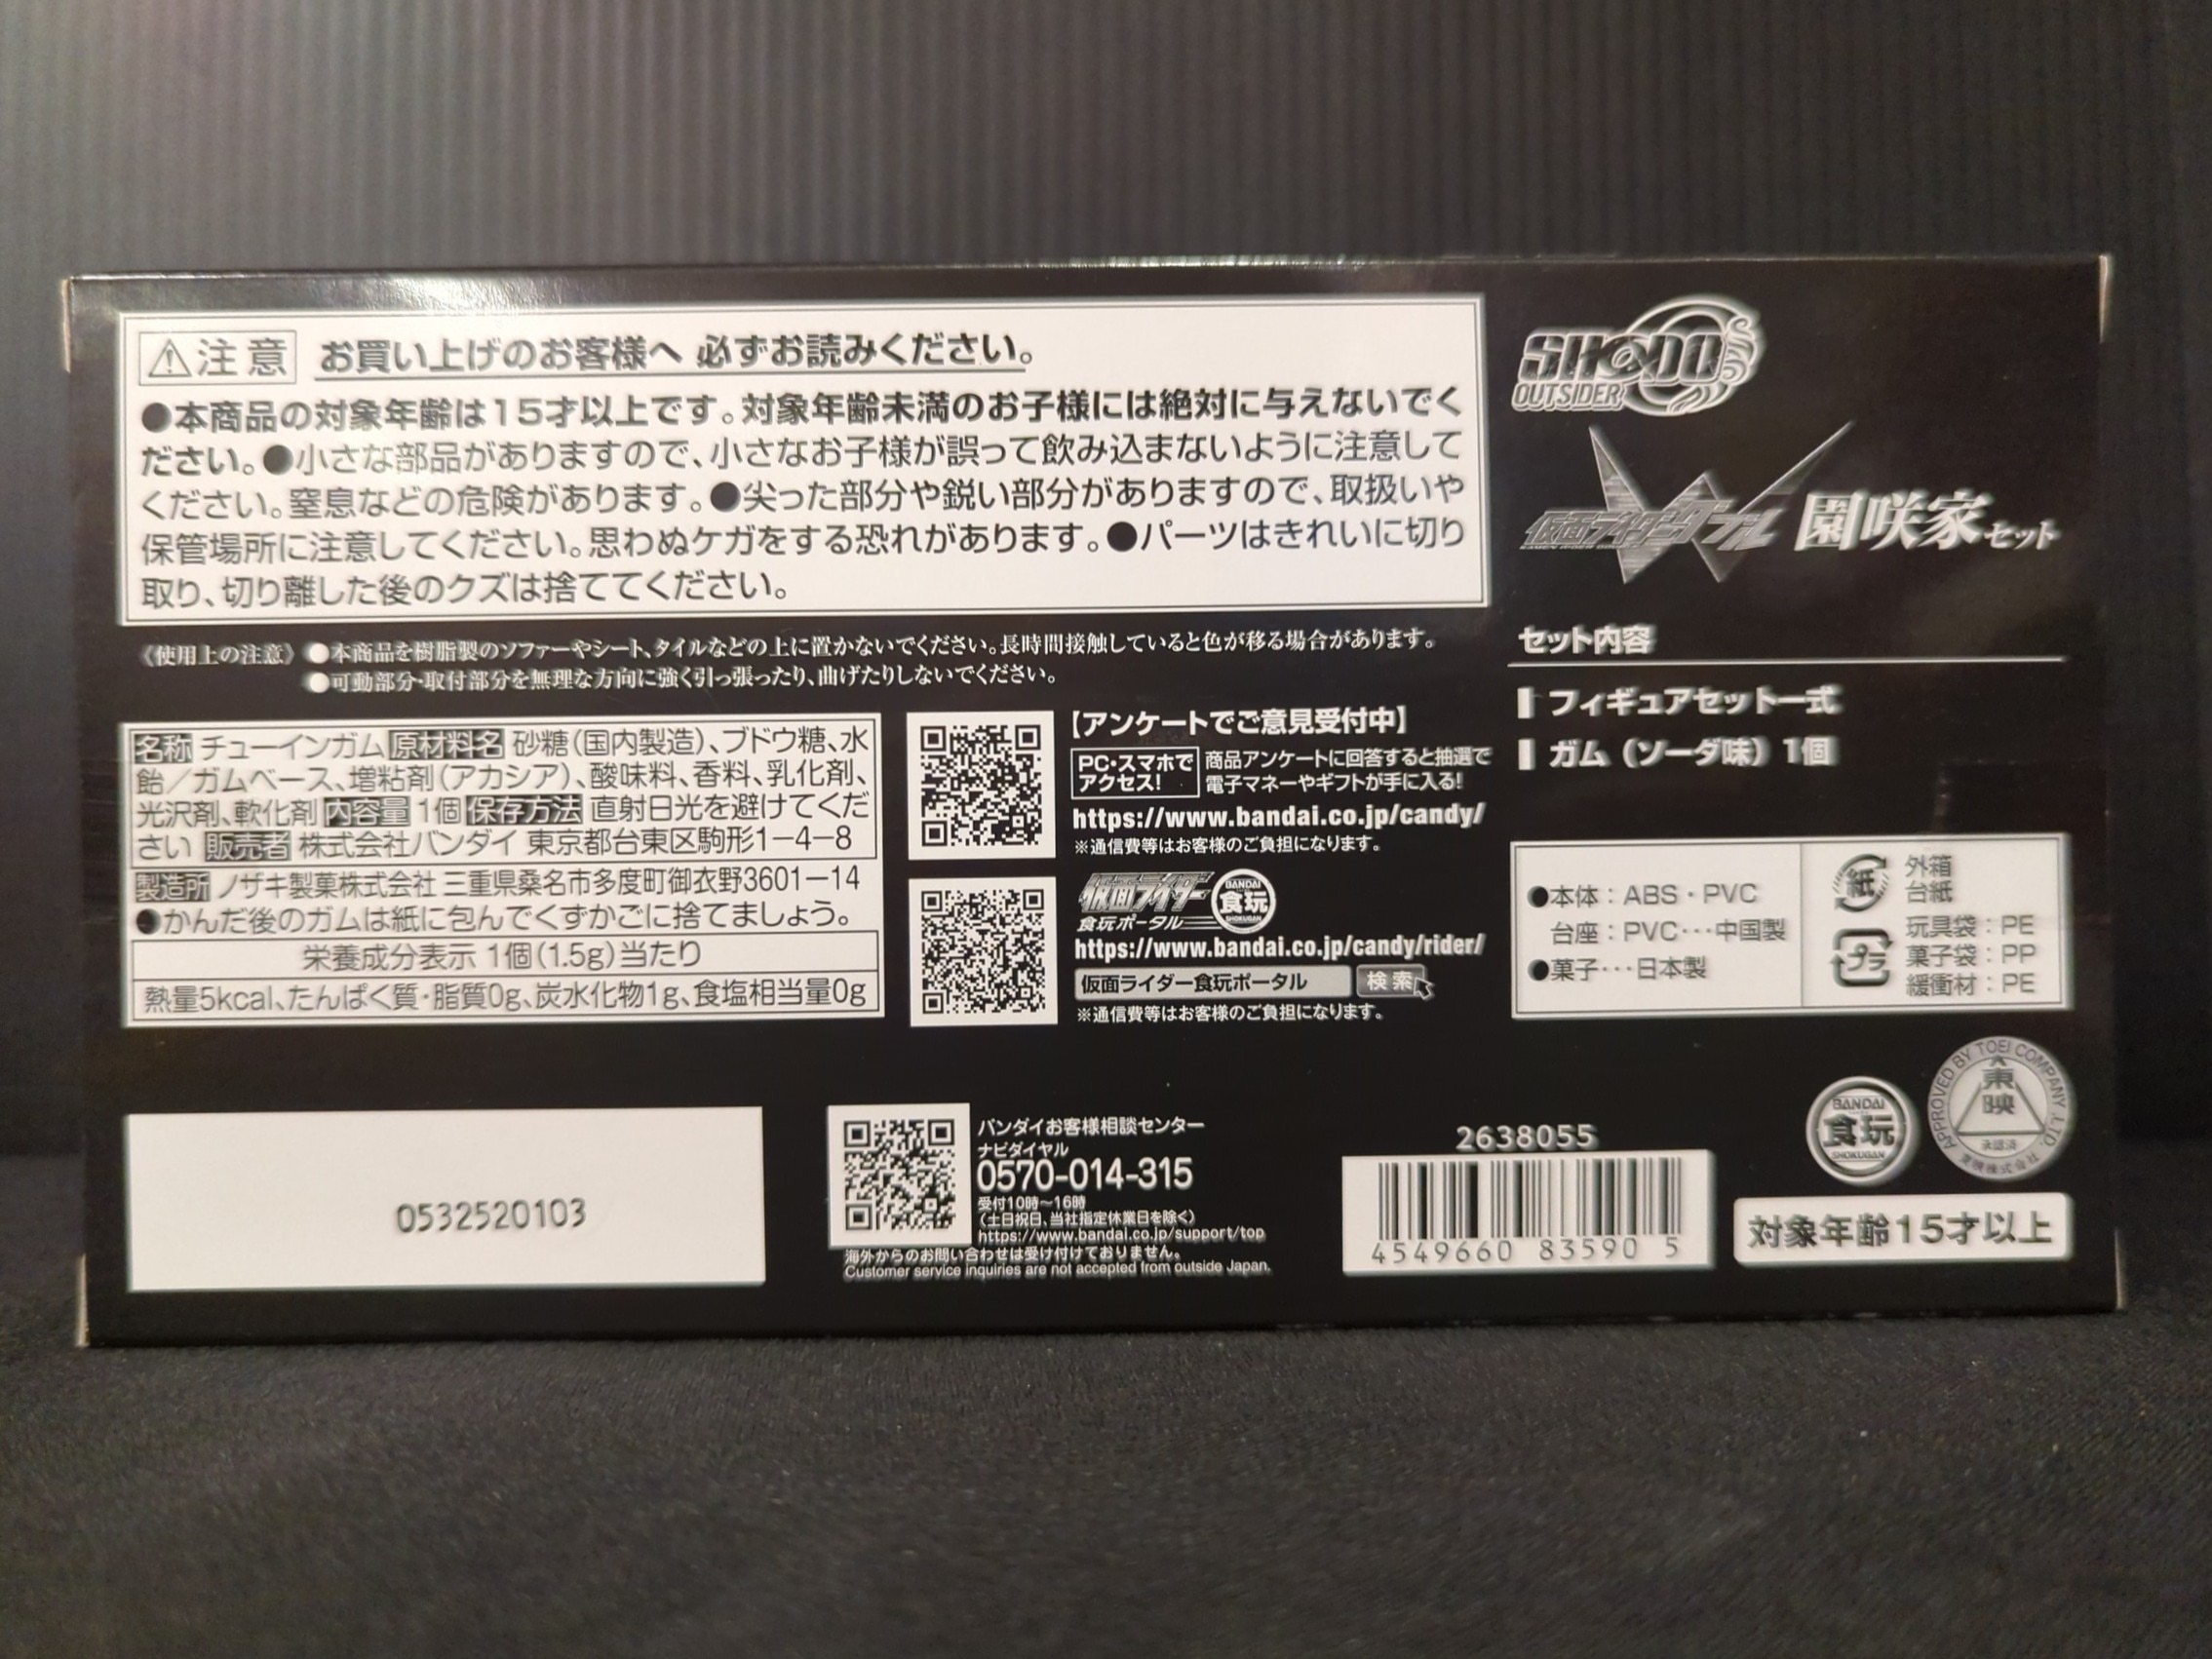 ⚠注意 お買い上げのお客様へ 必ずお読みください。
●本商品の対象年齢は15才以上です。対象年齢未満のお子様には絶対に与えないでく
ださい。●小さな部品がありますので、小さなお子様が誤って飲み込まないように注意して
ください。窒息などの危険があります。●尖った部分や鋭い部分がありますので、取扱いや
保管場所に注意してください。思わぬケガをする恐れがあります。●パーツはきれいに切り
取り、切り離した後のクズは捨ててください。
《使用上の注意》●本商品を樹脂製のソファーやシート、タイルなどの上に置かないでください。長時間接触していると色が移る場合があります。
●可動部分・取付部分を無理な方向に強く引っ張ったり、曲げたりしないでください。
名称 チューインガム 原材料名 砂糖(国内製造)、ブドウ糖、水
飴／ガムベース、増粘剤(アカシア)、酸味料、香料、乳化剤、
光沢剤、軟化剤 内容量 1個 保存方法 直射日光を避けてくだ
さい 販売者 株式会社バンダイ 東京都台東区駒形1－4－8
製造所 ノザキ製菓株式会社 三重県桑名市多度町御衣野3601－14
●かんだ後のガムは紙に包んでくずかごに捨てましょう。
栄養成分表示 1個(1.5g)当たり
熱量5kcal、たんぱく質・脂質0g、炭水化物1g、食塩相当量0g
【アンケートでご意見受付中】
PC・スマホで
アクセス!
商品アンケートに回答すると抽選で
電子マネーやギフトが手に入る!
https://www.bandai.co.jp/candy/
※通信費等はお客様のご負担になります。
仮面ライダー
食玩ポータル
BANDAI
食玩
SHOKUGAN
https://www.bandai.co.jp/candy/rider/
仮面ライダー食玩ポータル 検索
※通信費等はお客様のご負担になります。
SHODO
OUTSIDER
仮面ライダーダブル 園咲家セット
セット内容
フィギュアセット一式
ガム（ソーダ味）1個
●本体：ABS・PVC
台座：PVC…中国製
●菓子…日本製
紙
外箱
台紙
プラ
玩具袋：PE
菓子袋：PP
緩衝材：PE
0532520103
バンダイお客様相談センター
ナビダイヤル
0570-014-315
受付10時〜16時
(土日祝日、当社指定休業日を除く)
https://www.bandai.co.jp/support/top
海外からのお問い合わせは受け付けておりません。
Customer service inquiries are not accepted from outside Japan.
2638055
4549660 83590 5
BANDAI
食玩
SHOKUGAN
APPROVED BY TOEI COMPANY, LTD.
東映
承認済
東映株式会社
対象年齢15才以上